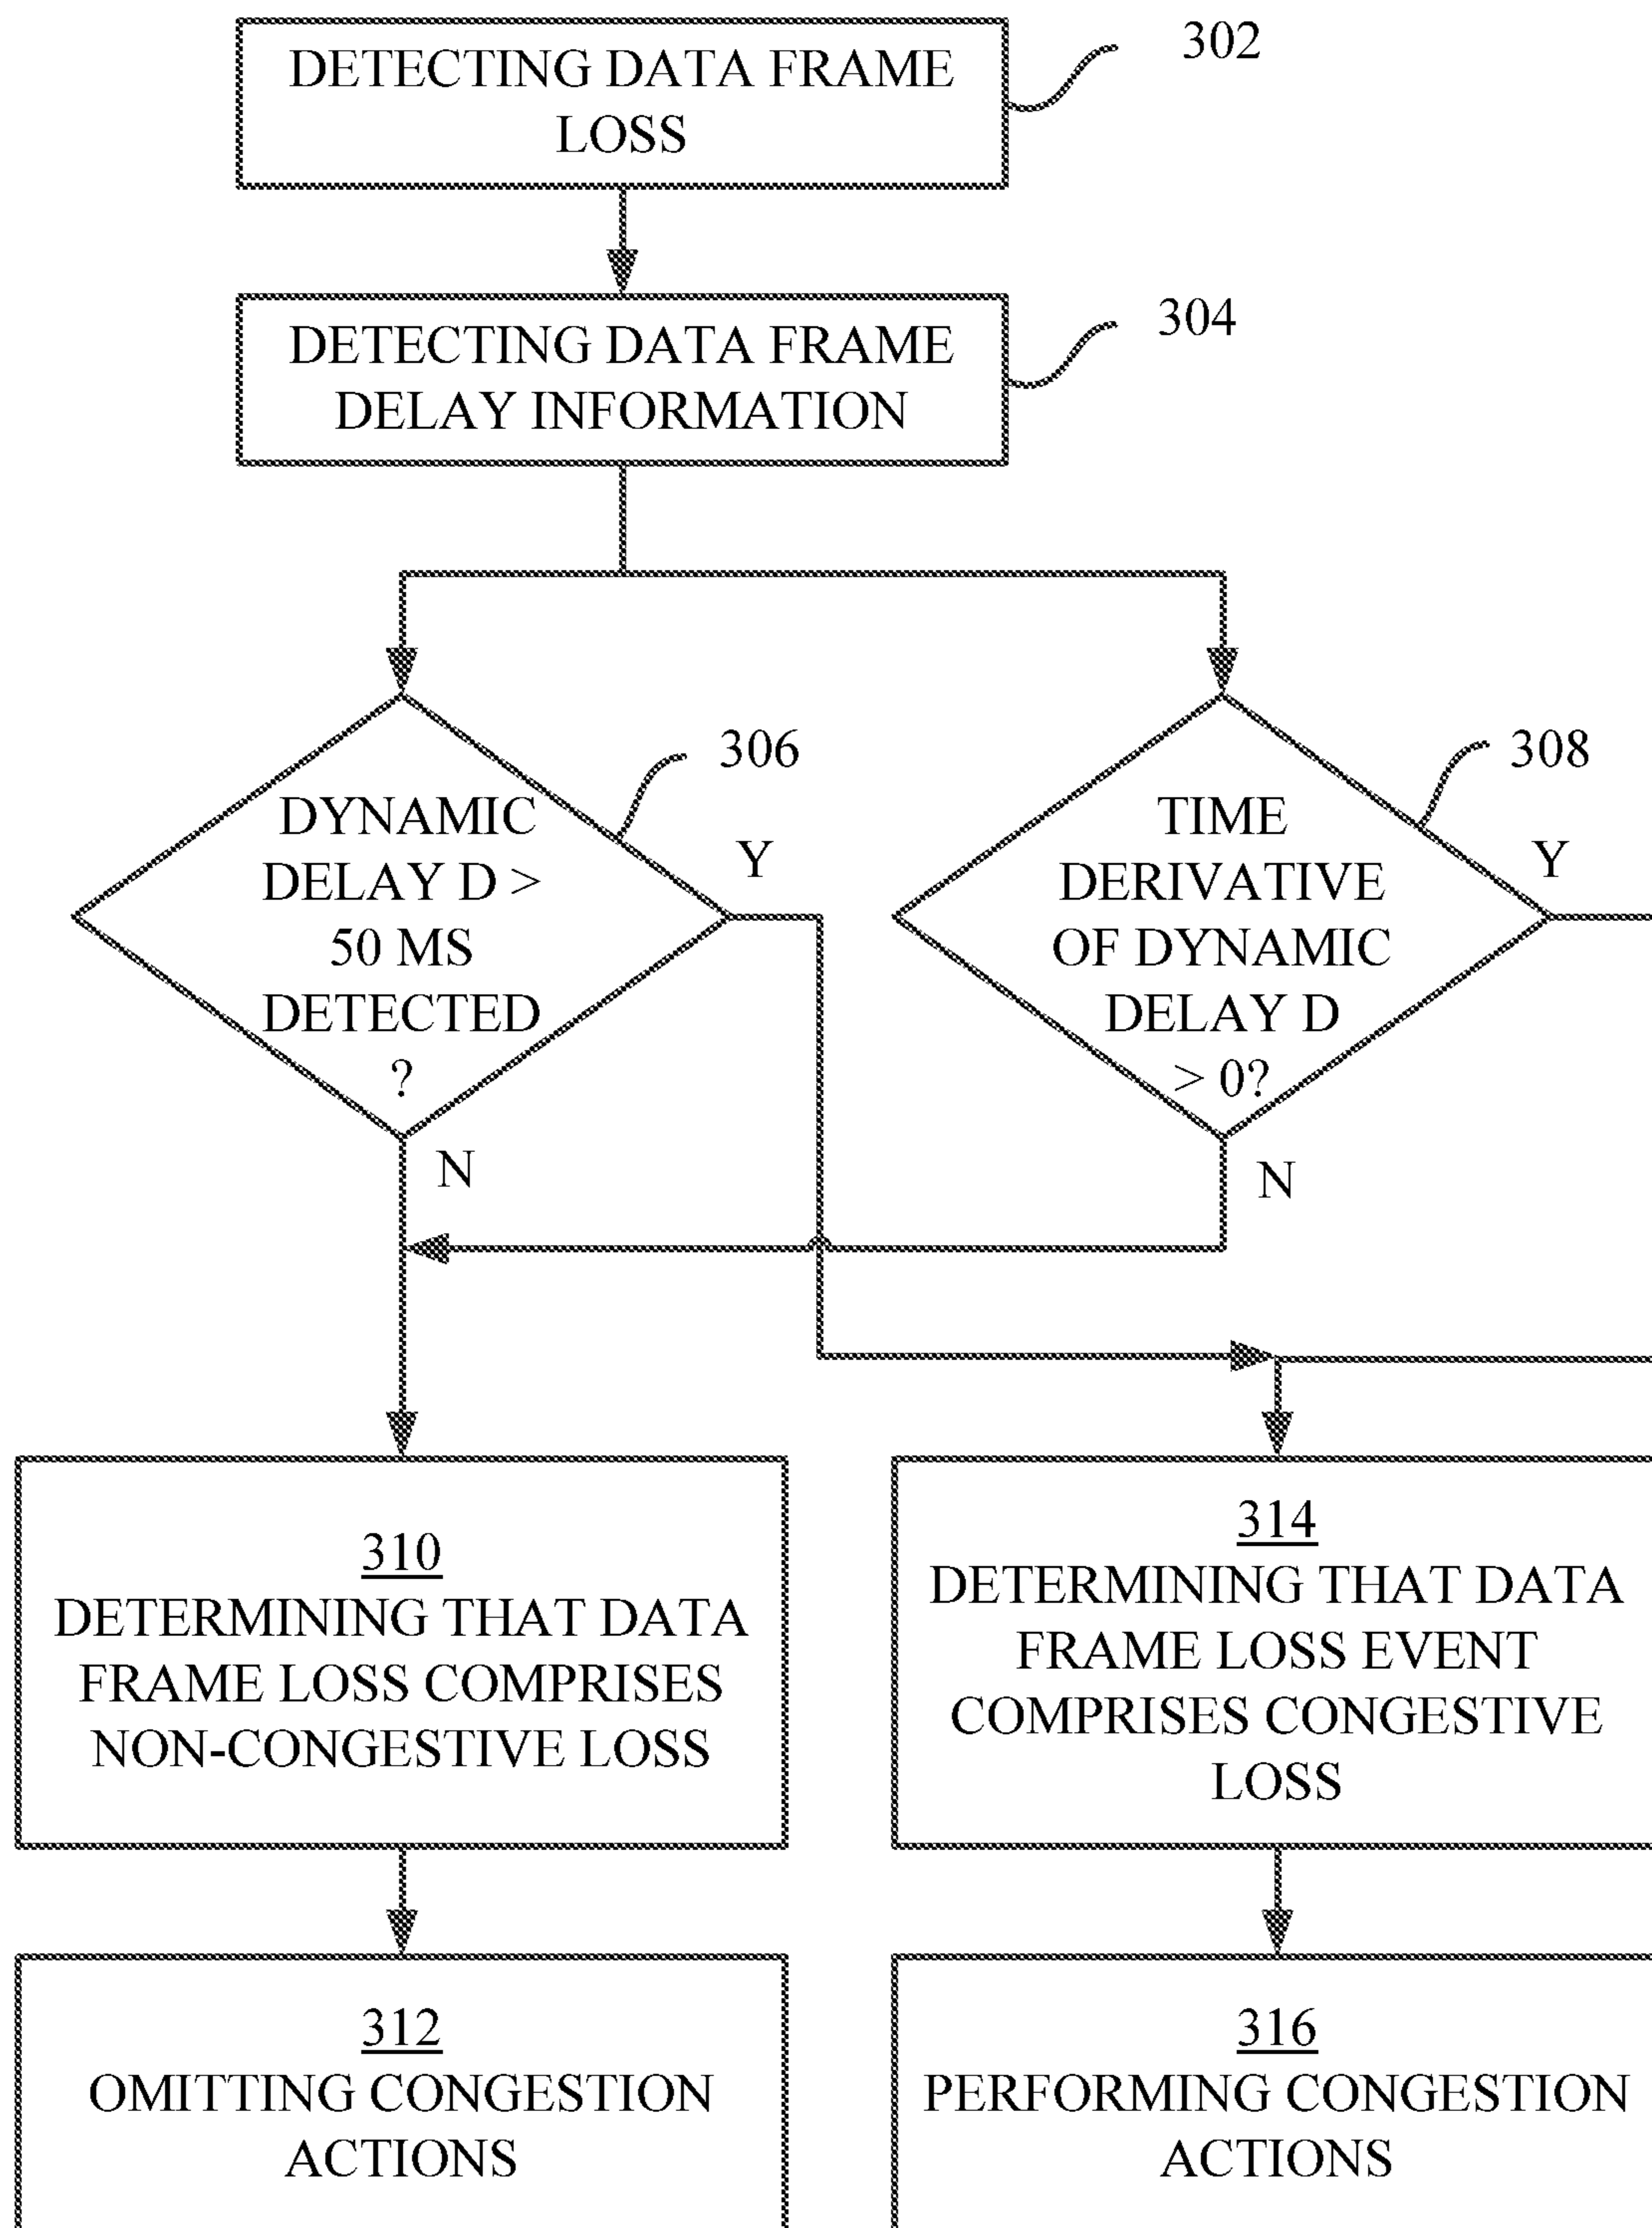 DETECTING DATA FRAME
LOSS
302
DETECTING DATA FRAME
DELAY INFORMATION
304
DYNAMIC
DELAY D >
50 MS
DETECTED
?
306
Y
N
TIME
DERIVATIVE
OF DYNAMIC
DELAY D
> 0?
308
Y
N
310
DETERMINING THAT DATA
FRAME LOSS COMPRISES
NON-CONGESTIVE LOSS
314
DETERMINING THAT DATA
FRAME LOSS EVENT
COMPRISES CONGESTIVE
LOSS
312
OMITTING CONGESTION
ACTIONS
316
PERFORMING CONGESTION
ACTIONS